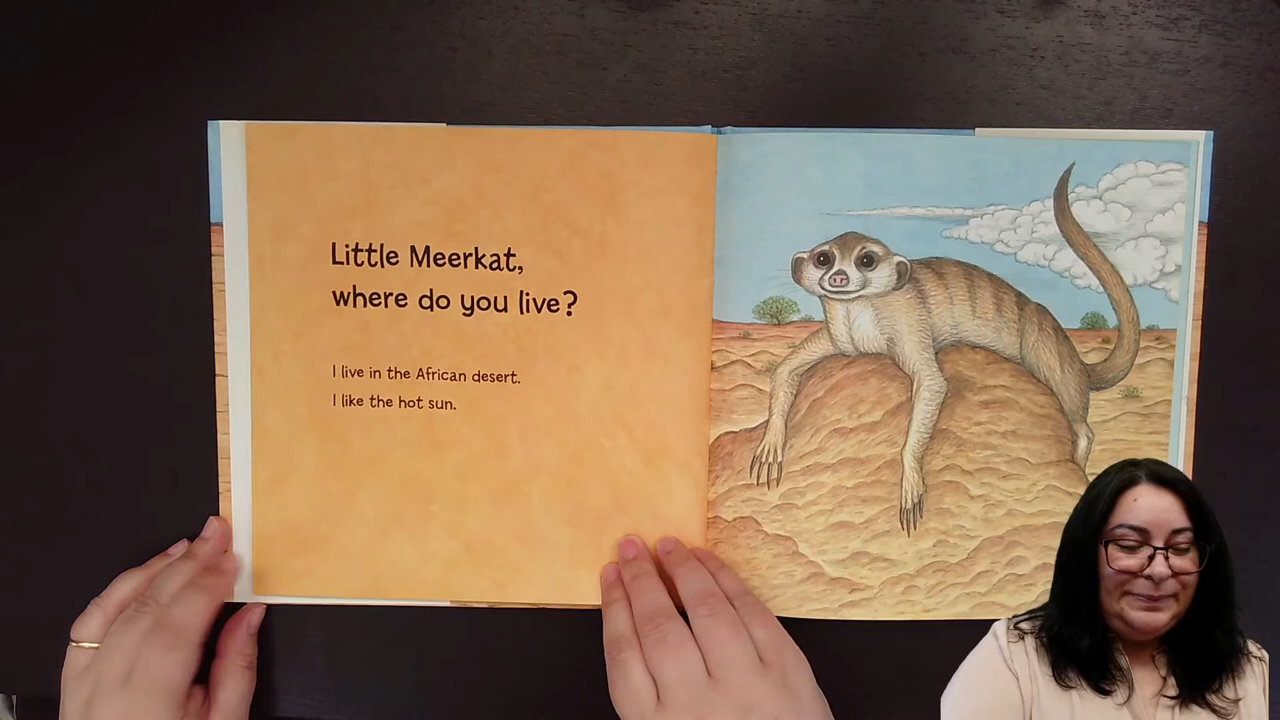 Little Meerkat,
where do you live?
I live in the African desert.
I like the hot sun.